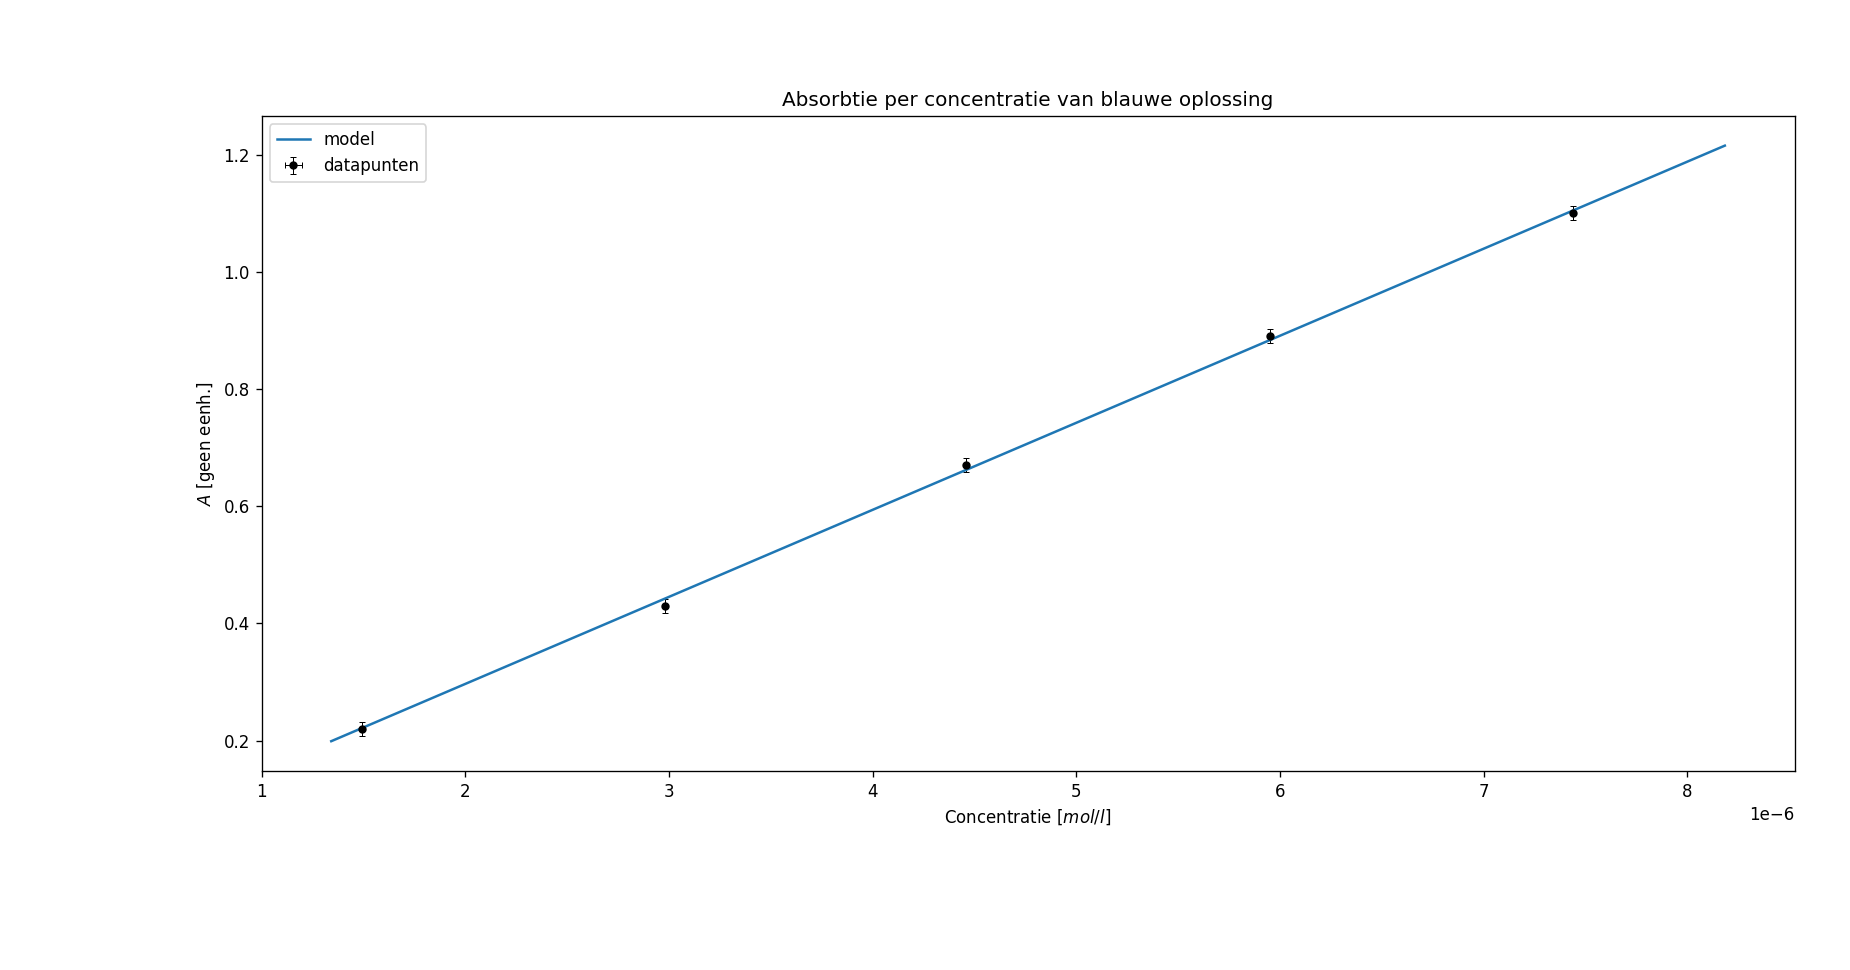 Absorbtie per concentratie van blauwe oplossing
model
datapunten
1.2
1.0
0.8
0.6
0.4
0.2
A [geen eenh.]
1 2 3 4 5 6 7 8
1e−6
Concentratie [mol/l]